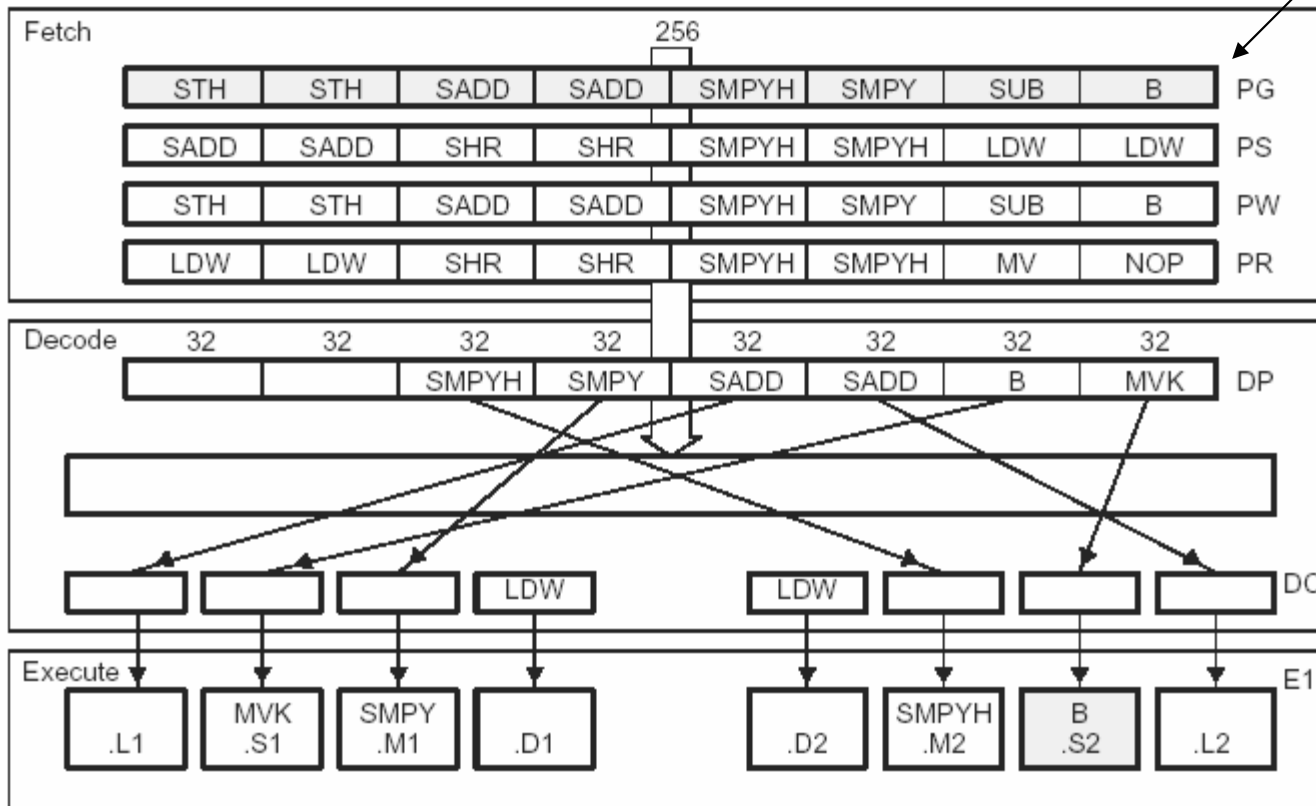 Fetch 256
STH STH SADD SADD SMPYH SMPY SUB B PG
SADD SADD SHR SHR SMPYH SMPYH LDW LDW PS
STH STH SADD SADD SMPYH SMPY SUB B PW
LDW LDW SHR SHR SMPYH SMPYH MV NOP PR
Decode 32 32 32 32 32 32 32 32
SMPYH SMPY SADD SADD B MVK DP
LDW LDW DC
Execute E1
MVK SMPY SMPYH B
.L1 .S1 .M1 .D1 .D2 .M2 .S2 .L2